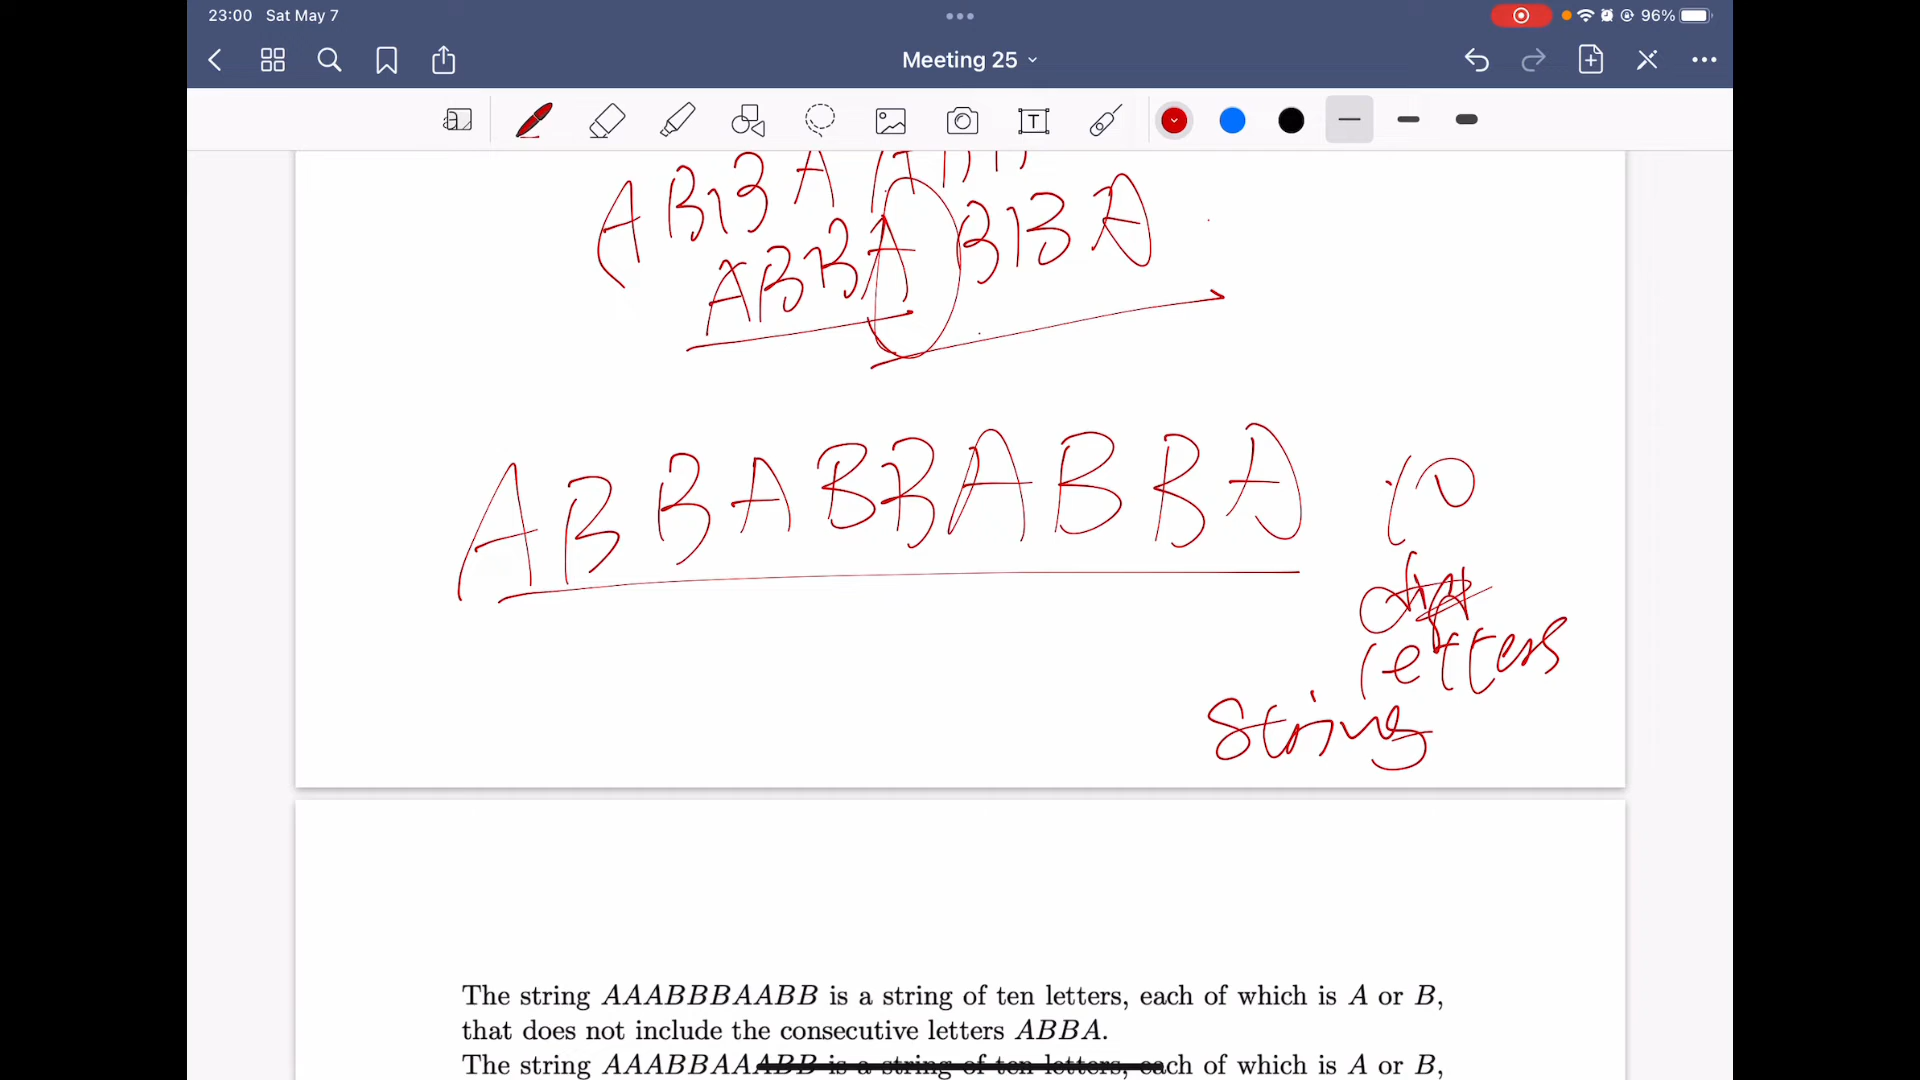 23:00 Sat May 7
96%
Meeting 25
ABBA
ABBABBA
ABBABBABBA
10
letters
string
The string AAABBBAABB is a string of ten letters, each of which is A or B,
that does not include the consecutive letters ABBA.
The string AAABBAAABB is a string of ten letters, each of which is A or B,